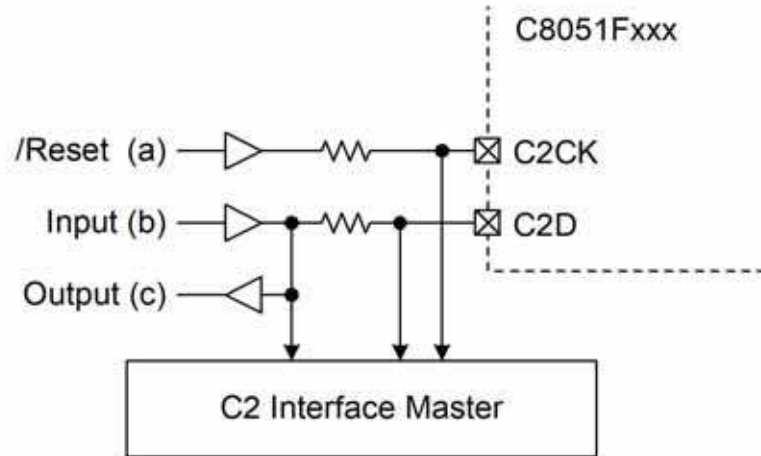 C8051Fxxx
/Reset (a)
C2CK
Input (b)
C2D
Output (c)
C2 Interface Master